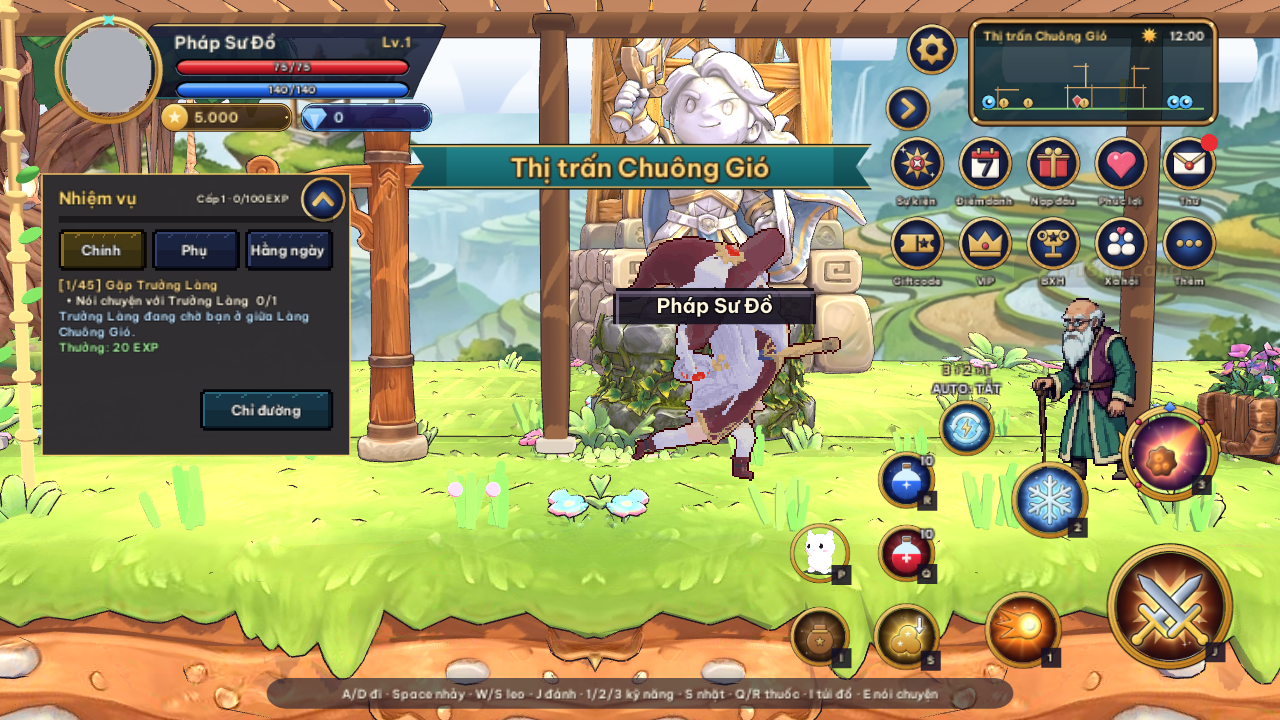 Pháp Sư Đồ
Lv.1
75/75
140/140
5.000
0
Thị trấn Chuông Gió
12:00
Thị trấn Chuông Gió
Nhiệm vụ
Cấp 1 · 0/100 EXP
Chính
Phụ
Hằng ngày
[1/45] Gặp Trưởng Làng
• Nói chuyện với Trưởng Làng 0/1
Trưởng Làng đang chờ bạn ở giữa Làng
Chuông Gió.
Thưởng: 20 EXP
Chỉ đường
7
Sự kiện
Điểm danh
Nạp đầu
Phúc lợi
Thư
Giftcode
VIP
BXH
Xã hội
Thêm
Pháp Sư Đồ
AUTO: TẮT
10
R
3
2
10
Q
P
I
S
1
J
A/D đi · Space nhảy · W/S leo · J đánh · 1/2/3 kỹ năng · S nhặt · Q/R thuốc · I túi đồ · E nói chuyện